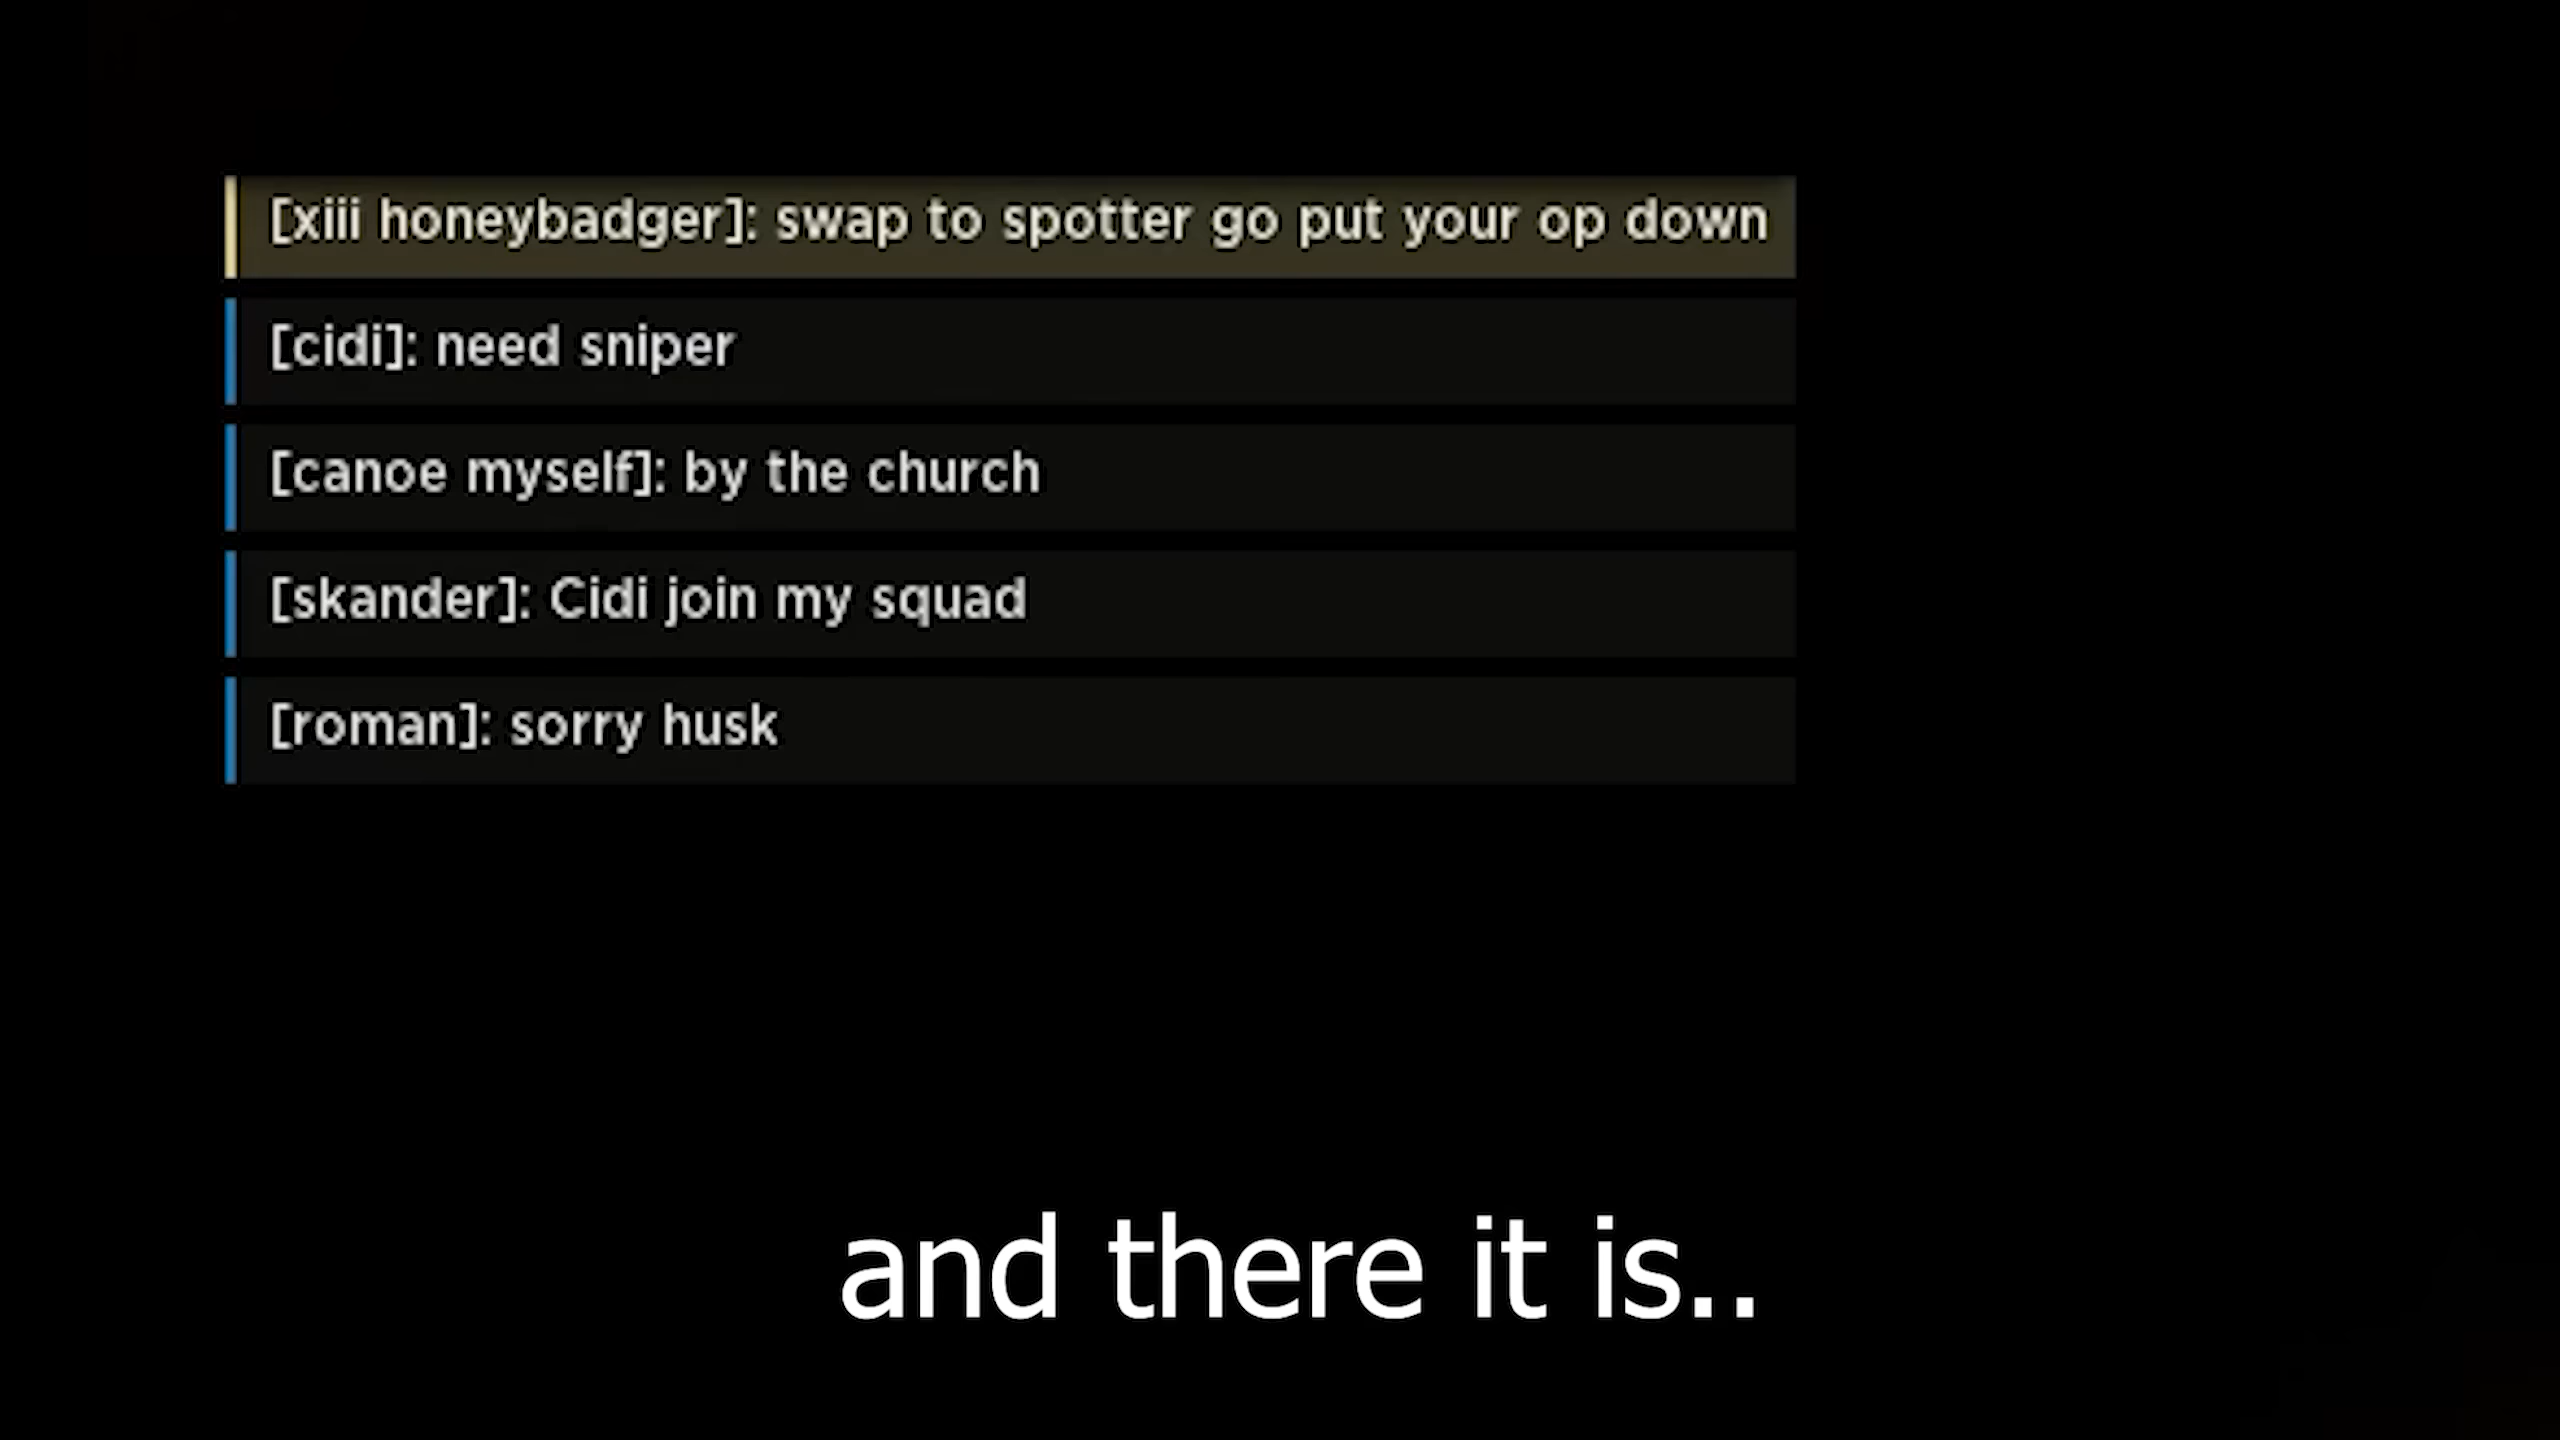 [xiii honeybadger]: swap to spotter go put your op down
[cidi]: need sniper
[canoe myself]: by the church
[skander]: Cidi join my squad
[roman]: sorry husk
and there it is..